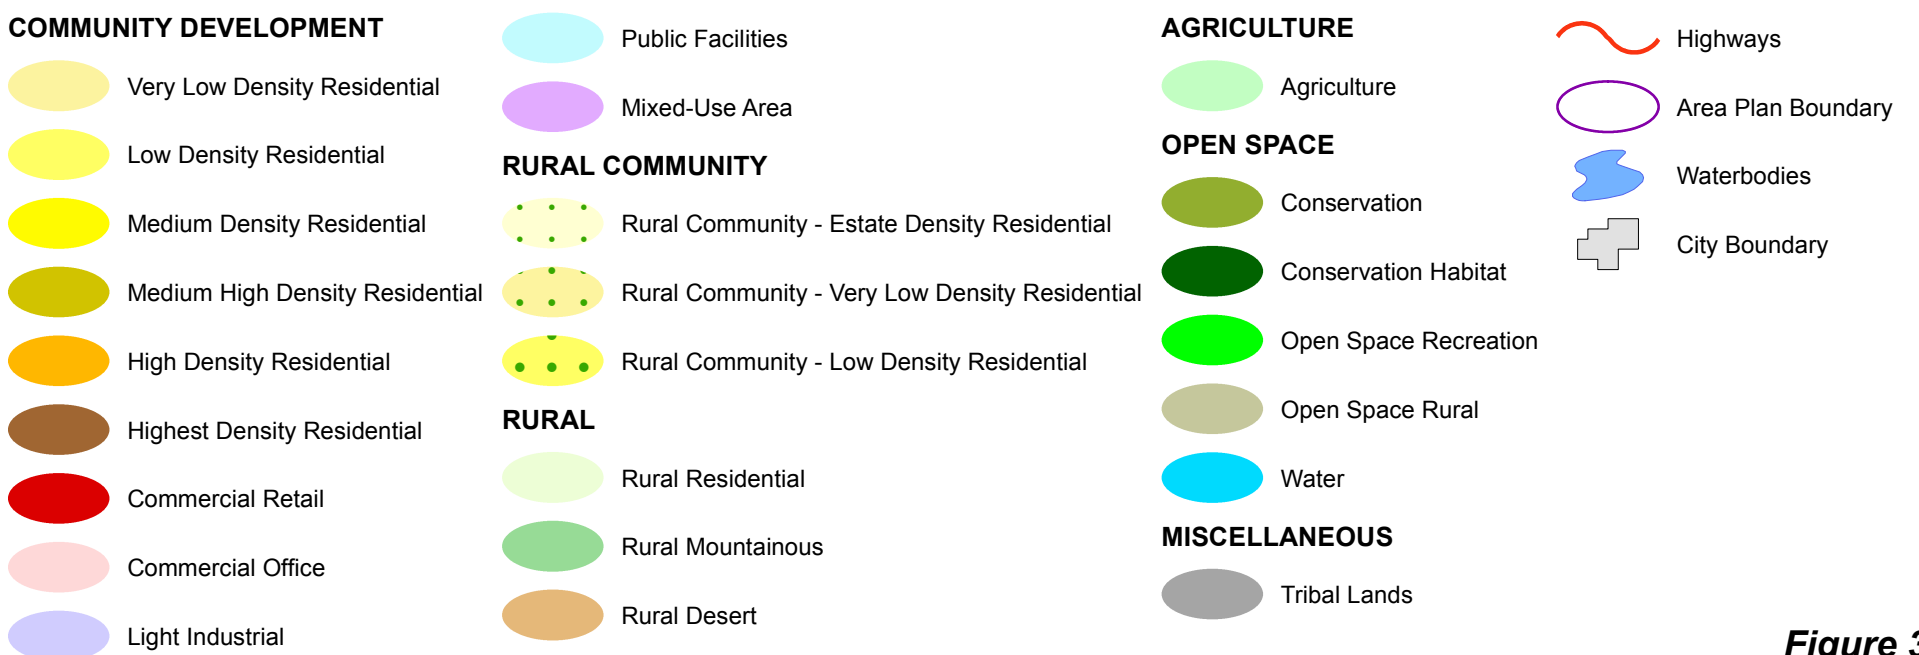 COMMUNITY DEVELOPMENT
Very Low Density Residential
Low Density Residential
Medium Density Residential
Medium High Density Residential
High Density Residential
Highest Density Residential
Commercial Retail
Commercial Office
Light Industrial
Public Facilities
Mixed-Use Area
RURAL COMMUNITY
Rural Community - Estate Density Residential
Rural Community - Very Low Density Residential
Rural Community - Low Density Residential
RURAL
Rural Residential
Rural Mountainous
Rural Desert
AGRICULTURE
Agriculture
OPEN SPACE
Conservation
Conservation Habitat
Open Space Recreation
Open Space Rural
Water
MISCELLANEOUS
Tribal Lands
Highways
Area Plan Boundary
Waterbodies
City Boundary
Figure 3